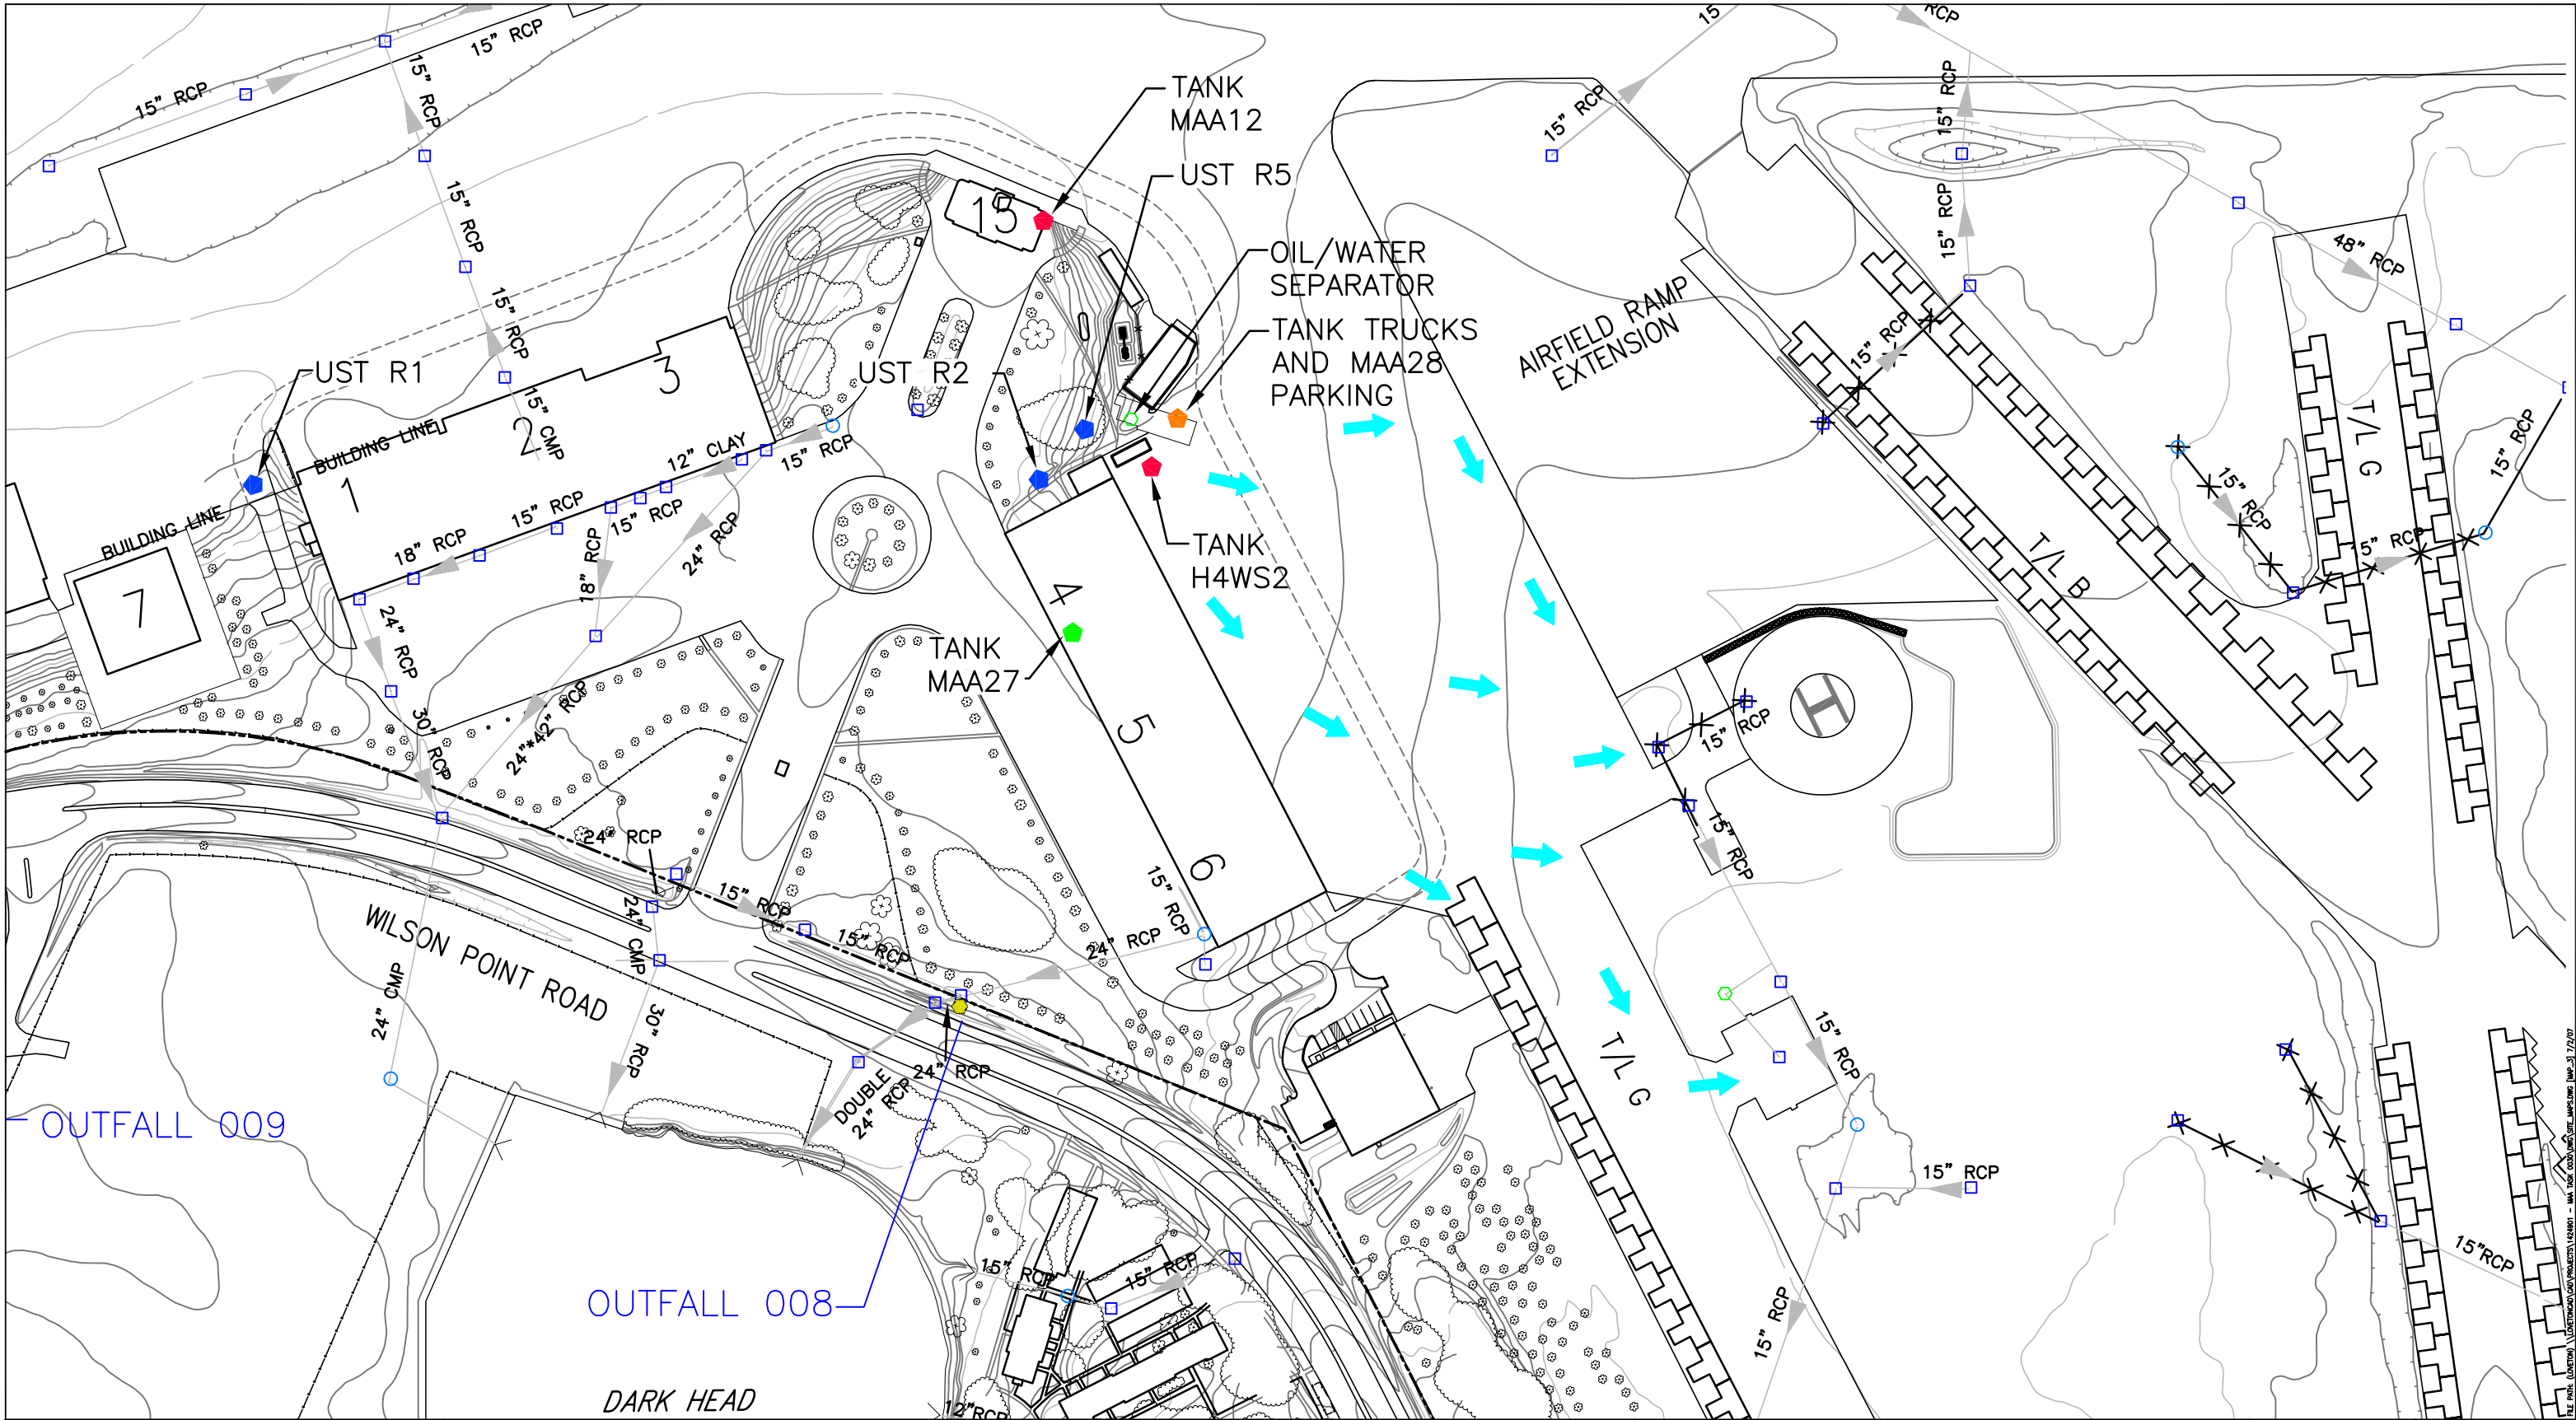 15" RCP
15" RCP
15" RCP
15" RCP
15" RCP
15" CMP
15
RCP
15" RCP
15" RCP
15" RCP
48" RCP
TANK
MAA12
UST R5
OIL/WATER
SEPARATOR
TANK TRUCKS
AND MAA28
PARKING
15
UST R1
UST R2
AIRFIELD RAMP
EXTENSION
15" RCP
T/L G
15" RCP
15" RCP
15" RCP
T/L B
BUILDING LINE
BUILDING LINE
1
2
3
7
12" CLAY
15" RCP
15" RCP
15" RCP
18" RCP
18" RCP
24" RCP
24" RCP
30" RCP
24"*42" RCP
TANK
H4WS2
TANK
MAA27
4
5
6
H
15" RCP
15" RCP
24" RCP
24" CMP
15" RCP
15" RCP
24" RCP
15" RCP
WILSON POINT ROAD
24" CMP
30" RCP
DOUBLE
24" RCP
24" RCP
T/L G
15" RCP
15" RCP
15" RCP
15"RCP
OUTFALL 009
OUTFALL 008
15" RCP
15" RCP
12"RCP
DARK HEAD